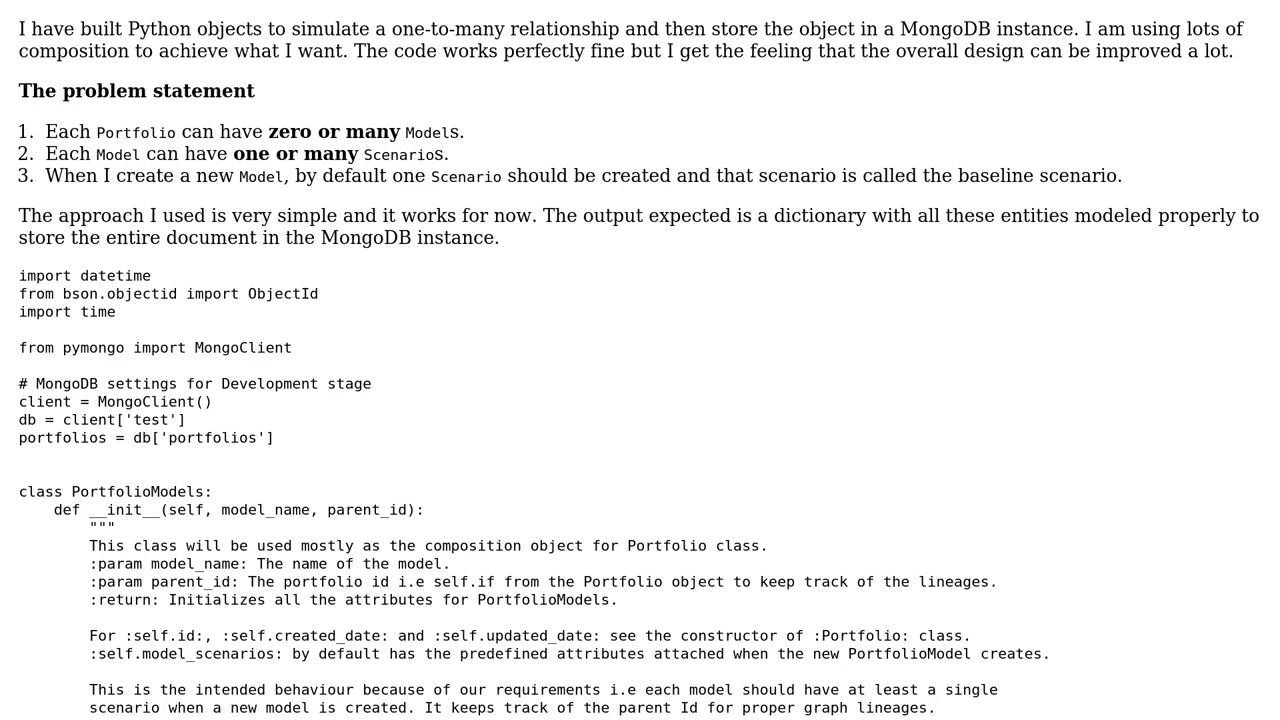 I have built Python objects to simulate a one-to-many relationship and then store the object in a MongoDB instance. I am using lots of
composition to achieve what I want. The code works perfectly fine but I get the feeling that the overall design can be improved a lot.
The problem statement
1. Each Portfolio can have zero or many Models.
2. Each Model can have one or many Scenarios.
3. When I create a new Model, by default one Scenario should be created and that scenario is called the baseline scenario.
The approach I used is very simple and it works for now. The output expected is a dictionary with all these entities modeled properly to
store the entire document in the MongoDB instance.
import datetime
from bson.objectid import ObjectId
import time
from pymongo import MongoClient
# MongoDB settings for Development stage
client = MongoClient()
db = client['test']
portfolios = db['portfolios']
class PortfolioModels:
    def __init__(self, model_name, parent_id):
        """
        This class will be used mostly as the composition object for Portfolio class.
        :param model_name: The name of the model.
        :param parent_id: The portfolio id i.e self.if from the Portfolio object to keep track of the lineages.
        :return: Initializes all the attributes for PortfolioModels.
        For :self.id:, :self.created_date: and :self.updated_date: see the constructor of :Portfolio: class.
        :self.model_scenarios: by default has the predefined attributes attached when the new PortfolioModel creates.
        This is the intended behaviour because of our requirements i.e each model should have at least a single
        scenario when a new model is created. It keeps track of the parent Id for proper graph lineages.